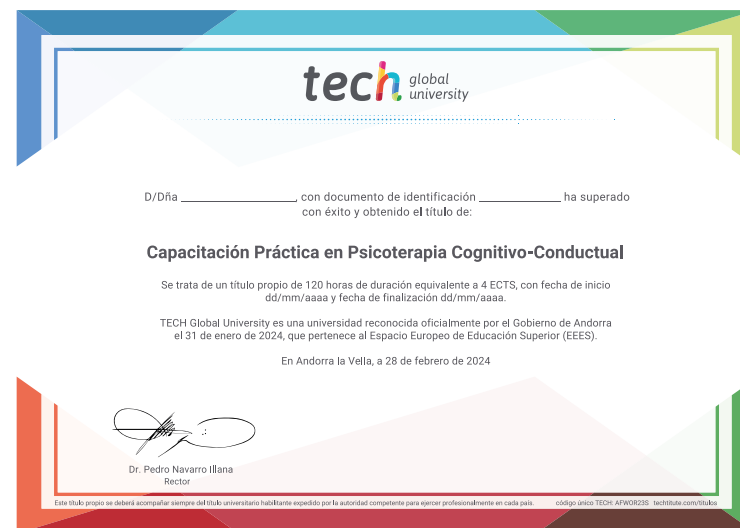 tech global
university
D/Dña ____________________, con documento de identificación ______________ ha superado
con éxito y obtenido el título de:
Capacitación Práctica en Psicoterapia Cognitivo-Conductual
Se trata de un título propio de 120 horas de duración equivalente a 4 ECTS, con fecha de inicio
dd/mm/aaaa y fecha de finalización dd/mm/aaaa.
TECH Global University es una universidad reconocida oficialmente por el Gobierno de Andorra
el 31 de enero de 2024, que pertenece al Espacio Europeo de Educación Superior (EEES).
En Andorra la Vella, a 28 de febrero de 2024
Dr. Pedro Navarro Illana
Rector
Este título propio se deberá acompañar siempre del título universitario habilitante expedido por la autoridad competente para ejercer profesionalmente en cada país. código único TECH: AFWOR23S techtitute.com/titulos